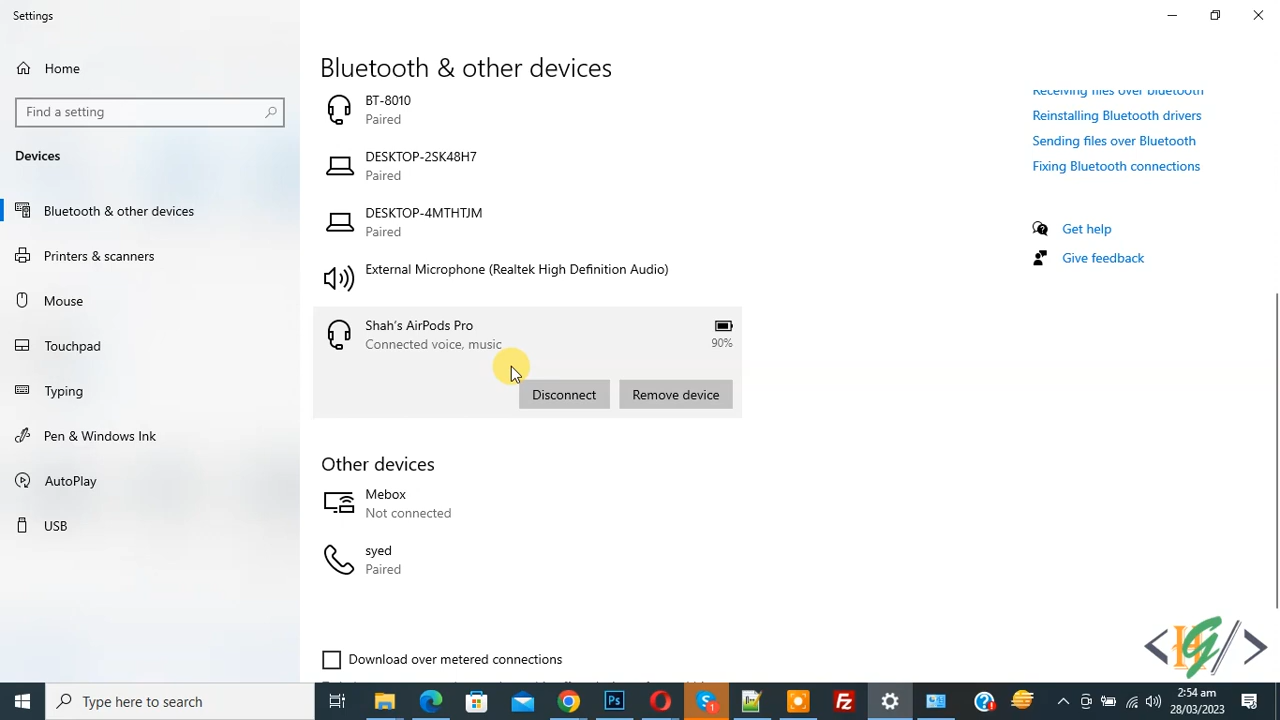 Settings
Home
Find a setting
Devices
Bluetooth & other devices
Printers & scanners
Mouse
Touchpad
Typing
Pen & Windows Ink
AutoPlay
USB
Bluetooth & other devices
BT-8010
Paired
DESKTOP-2SK48H7
Paired
DESKTOP-4MTHTJM
Paired
External Microphone (Realtek High Definition Audio)
Shah's AirPods Pro
Connected voice, music
90%
Disconnect
Remove device
Other devices
Mebox
Not connected
syed
Paired
Download over metered connections
Receiving files over bluetooth
Reinstalling Bluetooth drivers
Sending files over Bluetooth
Fixing Bluetooth connections
Get help
Give feedback
Type here to search
2:54 am
28/03/2023